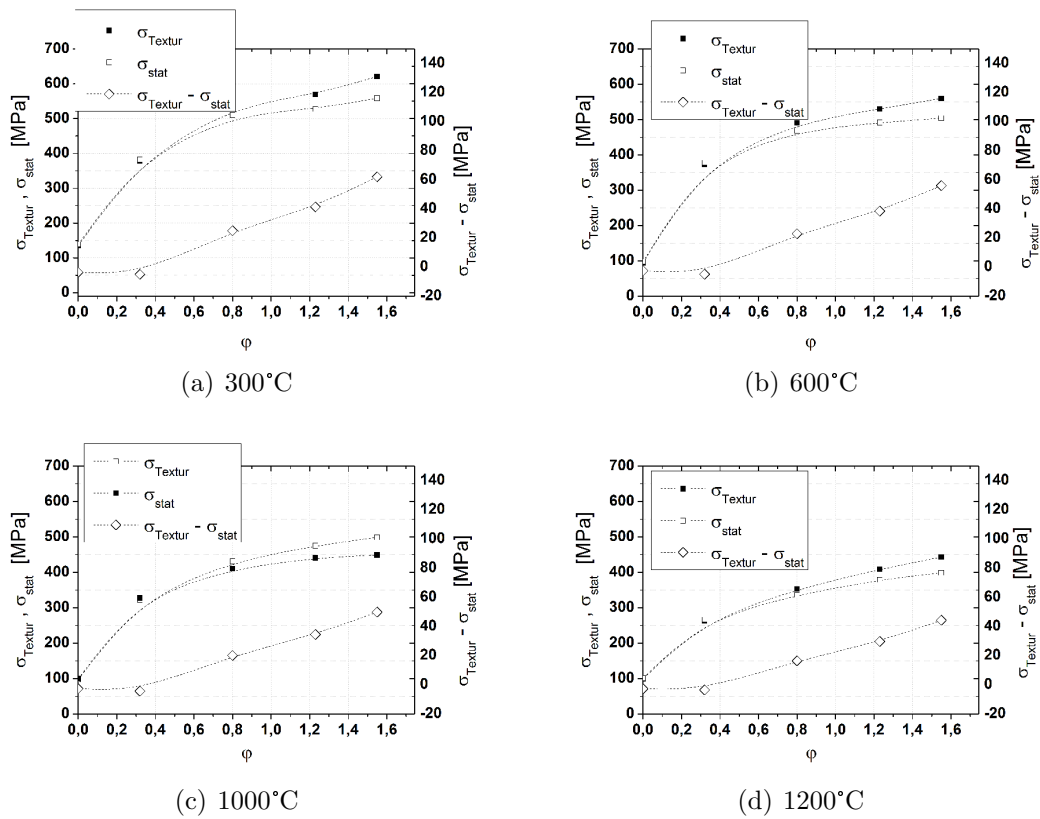 σTextur
σstat
σTextur - σstat
700
600
500
400
300
200
100
0
140
120
100
80
60
40
20
0
-20
0,0 0,2 0,4 0,6 0,8 1,0 1,2 1,4 1,6
σTextur , σstat [MPa]
σTextur - σstat [MPa]
φ
(a) 300°C
σTextur
σstat
σTextur - σstat
700
600
500
400
300
200
100
0
140
120
100
80
60
40
20
0
-20
0,0 0,2 0,4 0,6 0,8 1,0 1,2 1,4 1,6
σTextur , σstat [MPa]
σTextur - σstat [MPa]
φ
(b) 600°C
σTextur
σstat
σTextur - σstat
700
600
500
400
300
200
100
0
140
120
100
80
60
40
20
0
-20
0,0 0,2 0,4 0,6 0,8 1,0 1,2 1,4 1,6
σTextur , σstat [MPa]
σTextur - σstat [MPa]
φ
(c) 1000°C
σTextur
σstat
σTextur - σstat
700
600
500
400
300
200
100
0
140
120
100
80
60
40
20
0
-20
0,0 0,2 0,4 0,6 0,8 1,0 1,2 1,4 1,6
σTextur , σstat [MPa]
σTextur - σstat [MPa]
φ
(d) 1200°C